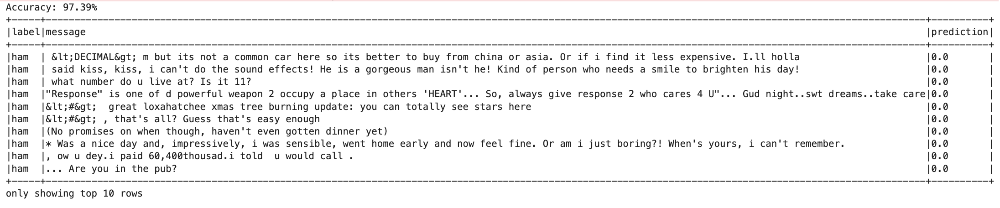 Accuracy: 97.39%
+-----+---------------------------------------------------------------------------------------------------------------------------------------------------------+----------+
|label|message                                                                                                                                                  |prediction|
+-----+---------------------------------------------------------------------------------------------------------------------------------------------------------+----------+
|ham  | &lt;DECIMAL&gt; m but its not a common car here so its better to buy from china or asia. Or if i find it less expensive. I.ll holla                      |0.0       |
|ham  | said kiss, kiss, i can't do the sound effects! He is a gorgeous man isn't he! Kind of person who needs a smile to brighten his day!                      |0.0       |
|ham  | what number do u live at? Is it 11?                                                                                                                      |0.0       |
|ham  |"Response" is one of d powerful weapon 2 occupy a place in others 'HEART'... So, always give response 2 who cares 4 U"... Gud night..swt dreams..take care|0.0       |
|ham  |&lt;#&gt;  great loxahatchee xmas tree burning update: you can totally see stars here                                                                     |0.0       |
|ham  |&lt;#&gt; , that's all? Guess that's easy enough                                                                                                          |0.0       |
|ham  |(No promises on when though, haven't even gotten dinner yet)                                                                                              |0.0       |
|ham  |* Was a nice day and, impressively, i was sensible, went home early and now feel fine. Or am i just boring?! When's yours, i can't remember.              |0.0       |
|ham  |, ow u dey.i paid 60,400thousad.i told  u would call .                                                                                                    |0.0       |
|ham  |... Are you in the pub?                                                                                                                                   |0.0       |
+-----+---------------------------------------------------------------------------------------------------------------------------------------------------------+----------+
only showing top 10 rows